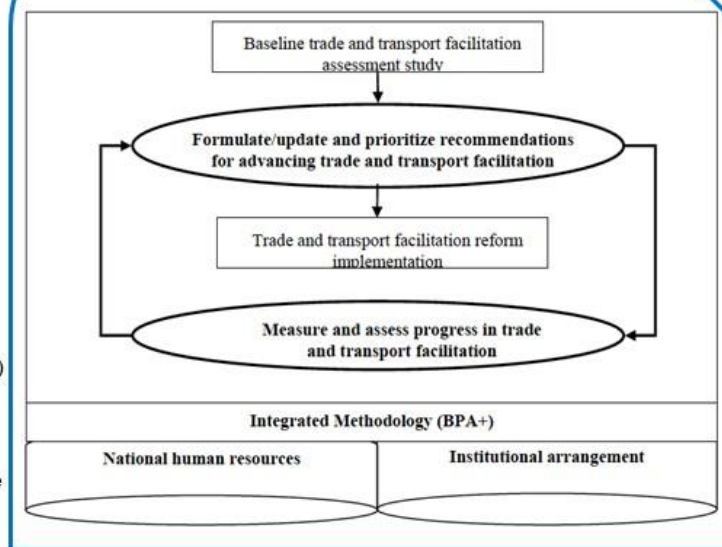 Baseline trade and transport facilitation
assessment study
Formulate/update and prioritize recommendations
for advancing trade and transport facilitation
Trade and transport facilitation reform
implementation
Measure and assess progress in trade
and transport facilitation
)
Integrated Methodology (BPA+)
National human resources
Institutional arrangement
e